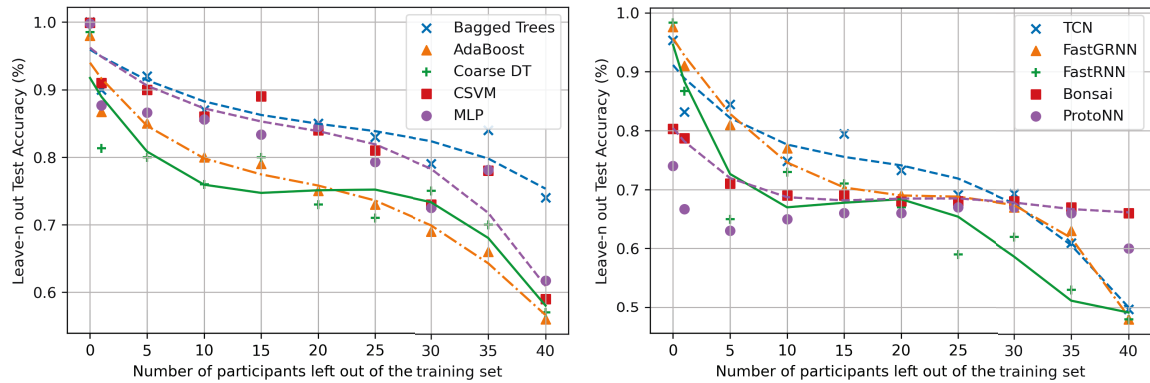 1.0
0.9
0.8
0.7
0.6
Leave-n out Test Accuracy (%)
Bagged Trees
AdaBoost
Coarse DT
CSVM
MLP
0 5 10 15 20 25 30 35 40
Number of participants left out of the training set
1.0
0.9
0.8
0.7
0.6
0.5
Leave-n out Test Accuracy (%)
TCN
FastGRNN
FastRNN
Bonsai
ProtoNN
0 5 10 15 20 25 30 35 40
Number of participants left out of the training set